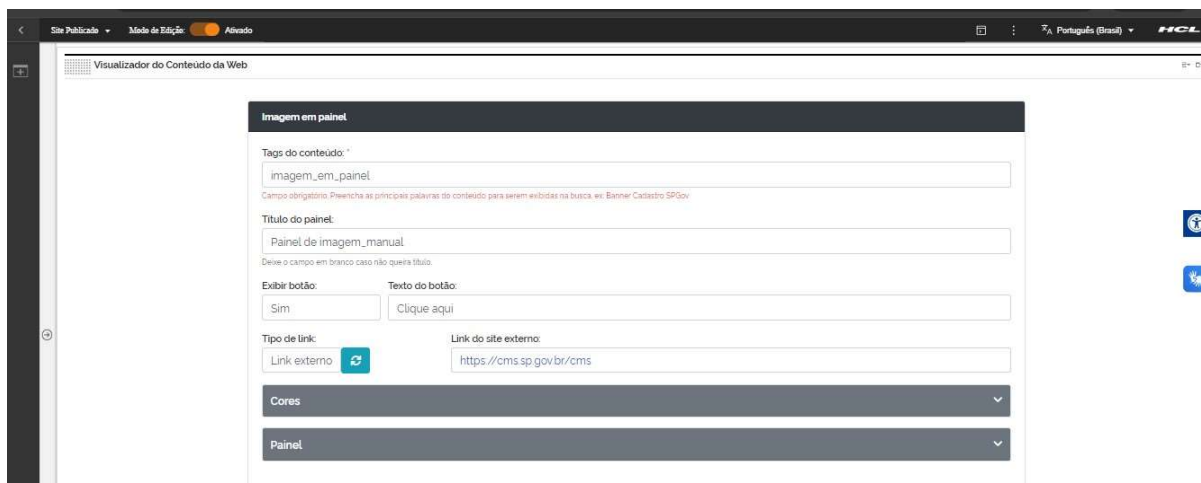 Site Publicado Modo de Edição: Ativado Português (Brasil) HCL
Visualizador do Conteúdo da Web
Imagem em painel
Tags do conteúdo: *
imagem_em_painel
Campo obrigatório. Preencha as principais palavras do conteúdo para serem exibidas na busca, ex: Banner Cadastro SPGov
Título do painel:
Painel de imagem_manual
Deixe o campo em branco caso não queira título.
Exibir botão: Texto do botão:
Sim Clique aqui
Tipo de link: Link do site externo:
Link externo https://cms.sp.gov.br/cms
Cores
Painel